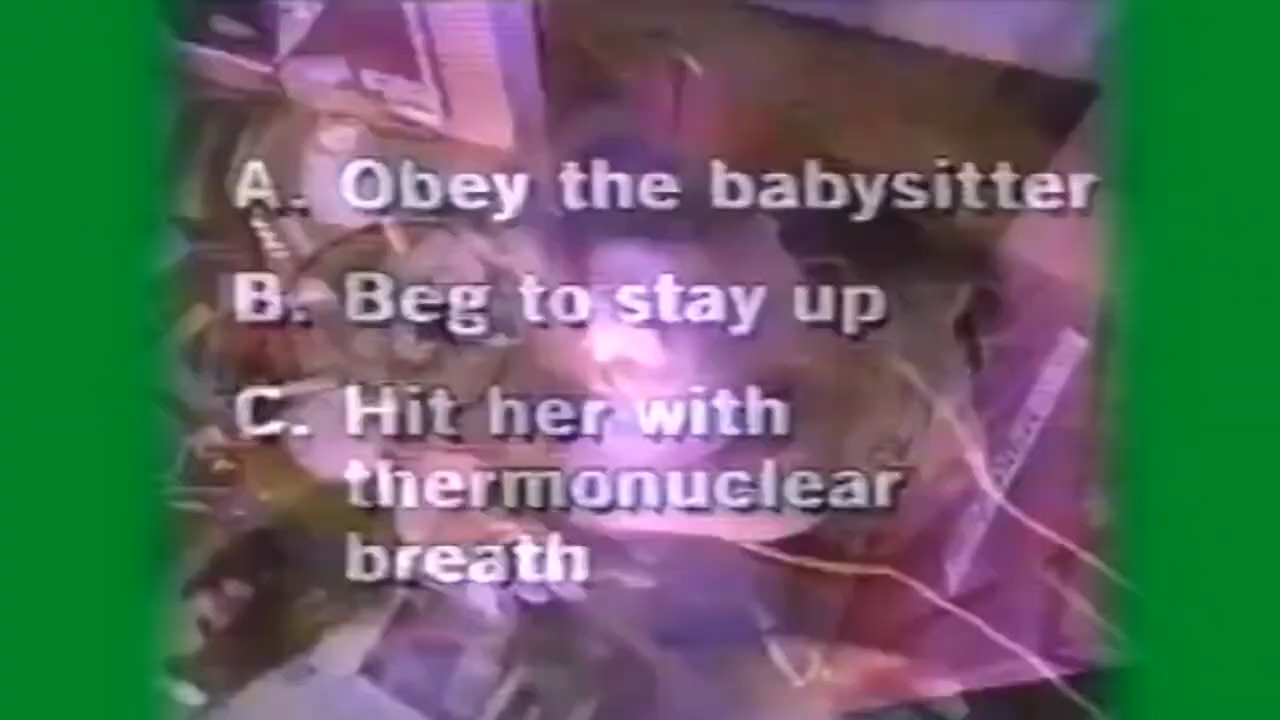 A. Obey the babysitter
B. Beg to stay up
C. Hit her with
thermonuclear
breath